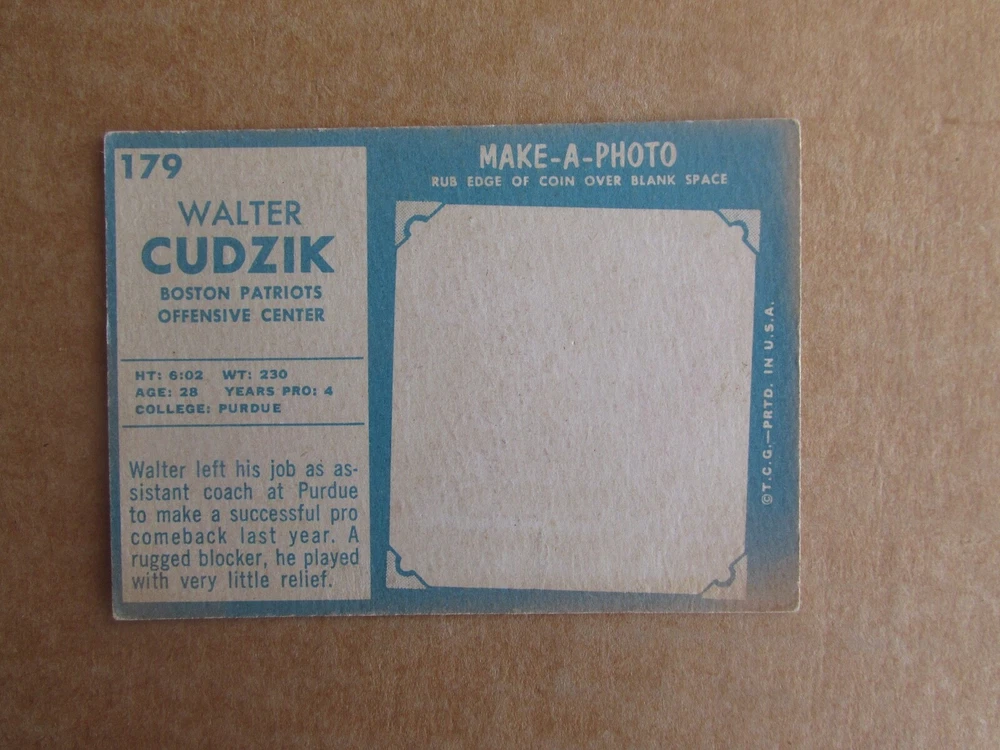 179
WALTER
CUDZIK
BOSTON PATRIOTS
OFFENSIVE CENTER
HT: 6:02 WT: 230
AGE: 28 YEARS PRO: 4
COLLEGE: PURDUE
Walter left his job as as-
sistant coach at Purdue
to make a successful pro
comeback last year. A
rugged blocker, he played
with very little relief.
MAKE-A-PHOTO
RUB EDGE OF COIN OVER BLANK SPACE
©T.C.G.—PRTD. IN U.S.A.